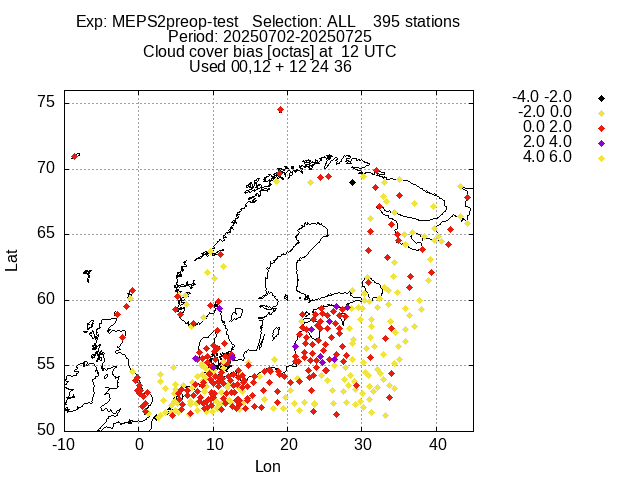 Exp: MEPS2preop-test Selection: ALL 395 stations
Period: 20250702-20250725
Cloud cover bias [octas] at 12 UTC
Used 00,12 + 12 24 36
-4.0 -2.0
-2.0 0.0
0.0 2.0
2.0 4.0
4.0 6.0
75
70
65
60
55
50
Lat
-10 0 10 20 30 40
Lon